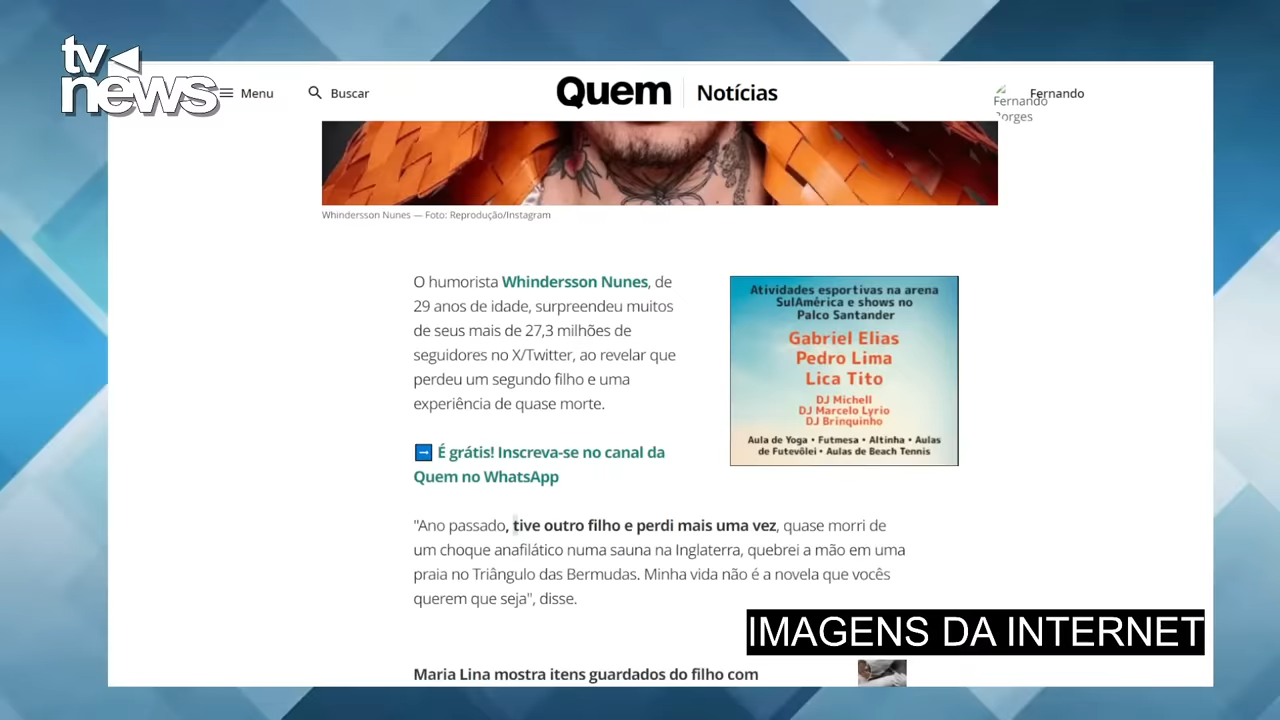 tv
news
Menu
Buscar
Quem
Notícias
Fernando
Borges
Fernando
Whindersson Nunes — Foto: Reprodução/Instagram
O humorista Whindersson Nunes, de
29 anos de idade, surpreendeu muitos
de seus mais de 27,3 milhões de
seguidores no X/Twitter, ao revelar que
perdeu um segundo filho e uma
experiência de quase morte.
Atividades esportivas na arena
SulAmérica e shows no
Palco Santander
Gabriel Elias
Pedro Lima
Lica Tito
DJ Michell
DJ Marcelo Lyrio
DJ Brinquinho
Aula de Yoga • Futmesa • Altinha • Aulas
de Futevôlei • Aulas de Beach Tennis
É grátis! Inscreva-se no canal da
Quem no WhatsApp
"Ano passado, tive outro filho e perdi mais uma vez, quase morri de
um choque anafilático numa sauna na Inglaterra, quebrei a mão em uma
praia no Triângulo das Bermudas. Minha vida não é a novela que vocês
querem que seja", disse.
IMAGENS DA INTERNET
Maria Lina mostra itens guardados do filho com